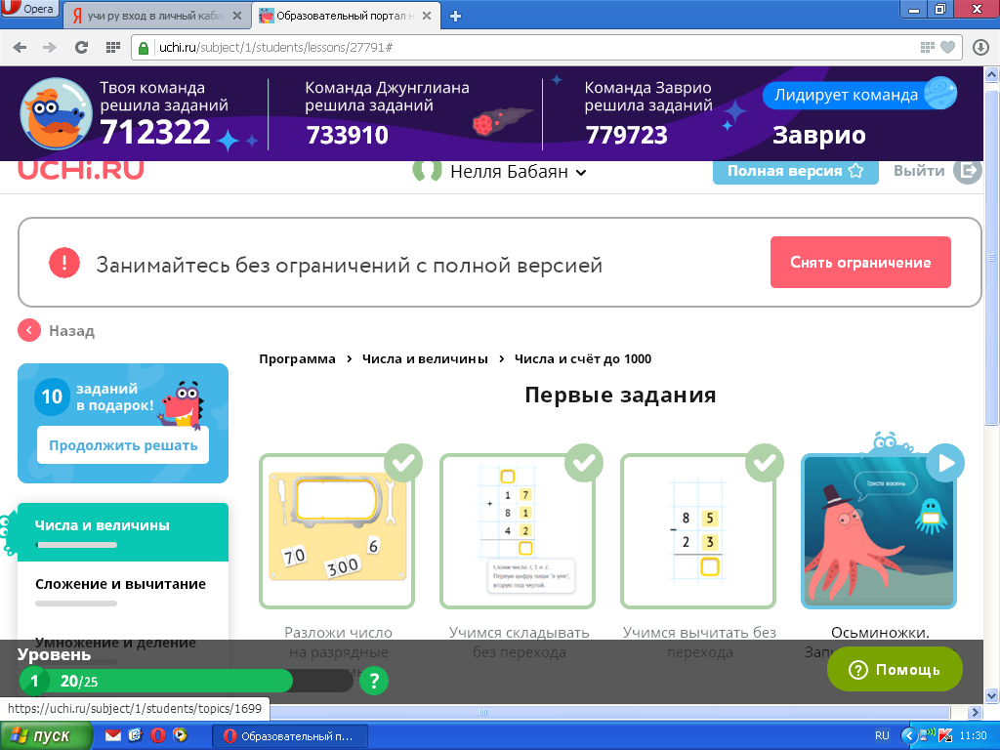 Opera
учи ру вход в личный каби
Образовательный портал н
uchi.ru/subject/1/students/lessons/27791#
Твоя команда
решила заданий
712322
Команда Джунглиана
решила заданий
733910
Команда Заврио
решила заданий
779723
Лидирует команда
Заврио
UCHi.RU
Нелля Бабаян
Полная версия
Выйти
Занимайтесь без ограничений с полной версией
Снять ограничение
Назад
Программа > Числа и величины > Числа и счёт до 1000
Первые задания
10 заданий
в подарок!
Продолжить решать
Числа и величины
Сложение и вычитание
Умножение и деление
70
300
6
1 7
+
8 1
4 2
Сложи числа 7, 1 и 2.
Первую цифру пиши "в уме",
вторую под чертой.
8 5
-
2 3
Разложи число
на разрядные
Учимся складывать
без перехода
Учимся вычитать без
перехода
Осьминожки.
Уровень
1 20/25
?
Помощь
https://uchi.ru/subject/1/students/topics/1699
пуск
Образовательный п...
RU
11:30